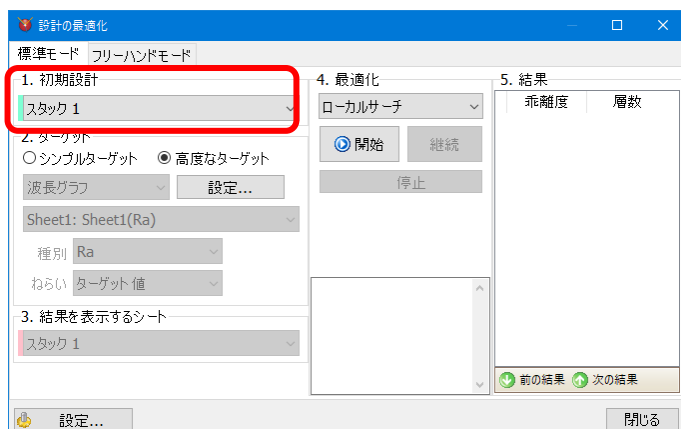 設計の最適化
標準モード フリーハンドモード
1. 初期設計
スタック 1
2. ターゲット
シンプルターゲット 高度なターゲット
波長グラフ 設定...
Sheet1: Sheet1(Ra)
種別 Ra
ねらい ターゲット値
3. 結果を表示するシート
スタック 1
4. 最適化
ローカルサーチ
開始 継続
停止
5. 結果
乖離度 層数
前の結果 次の結果
設定... 閉じる